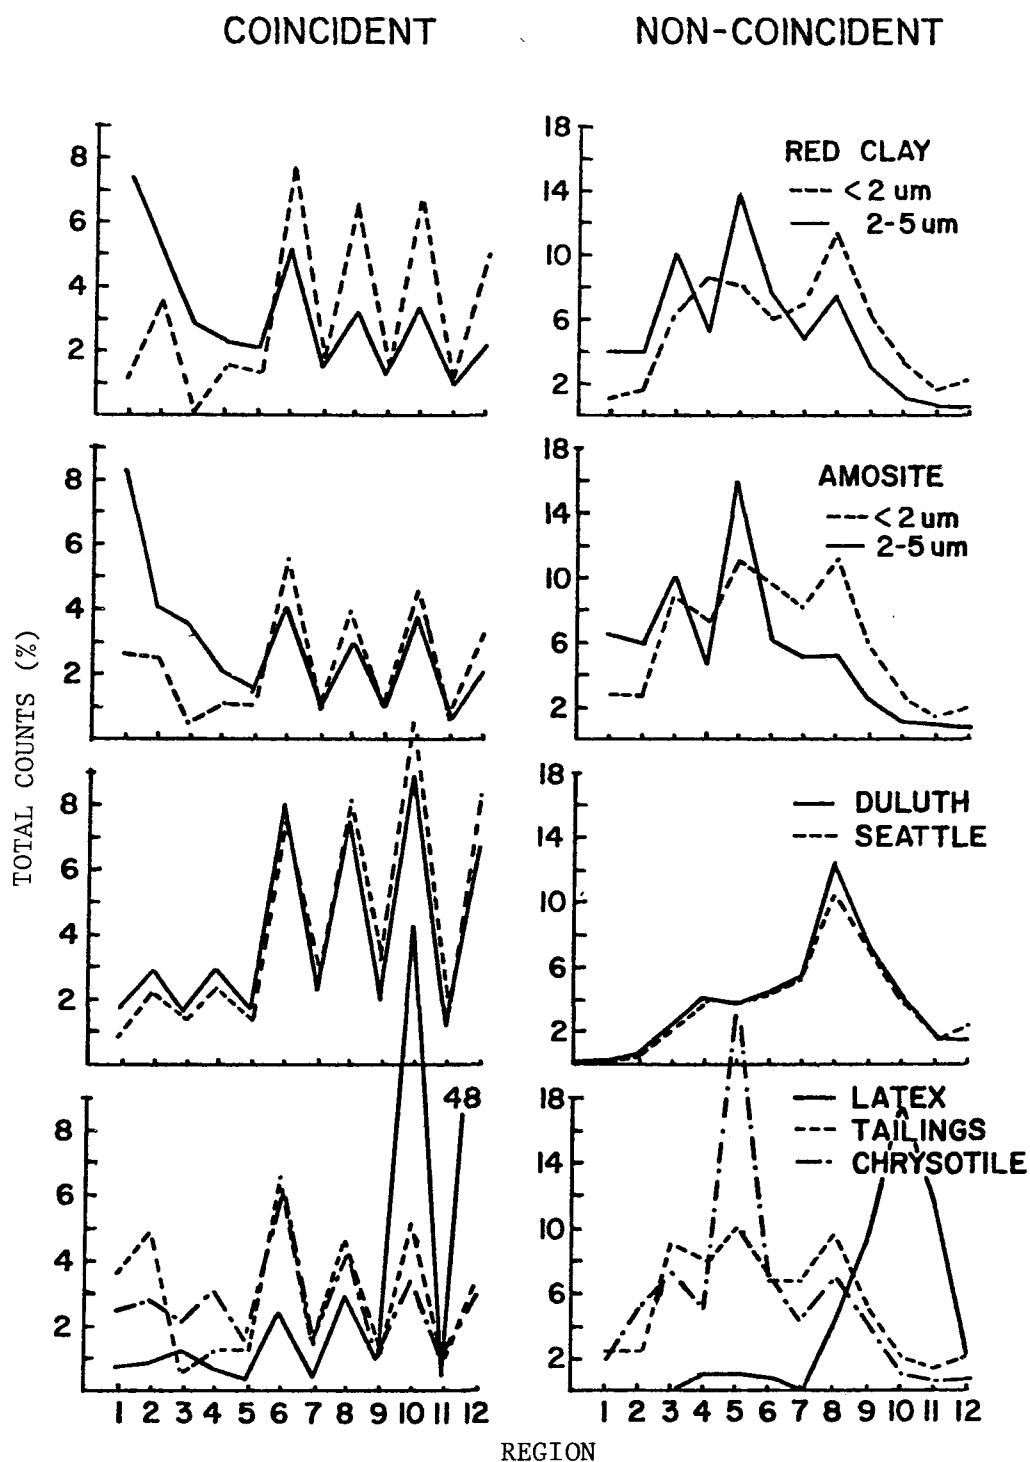 COINCIDENT
NON-COINCIDENT
8
6
4
2
18
14
10
6
2
RED CLAY
< 2 um
2-5 um
8
6
4
2
18
14
10
6
2
AMOSITE
< 2 um
2-5 um
8
6
4
2
18
14
10
6
2
DULUTH
SEATTLE
8
6
4
2
48
18
14
10
6
2
LATEX
TAILINGS
CHRYSOTILE
1 2 3 4 5 6 7 8 9 10 11 12
1 2 3 4 5 6 7 8 9 10 11 12
TOTAL COUNTS (%)
REGION